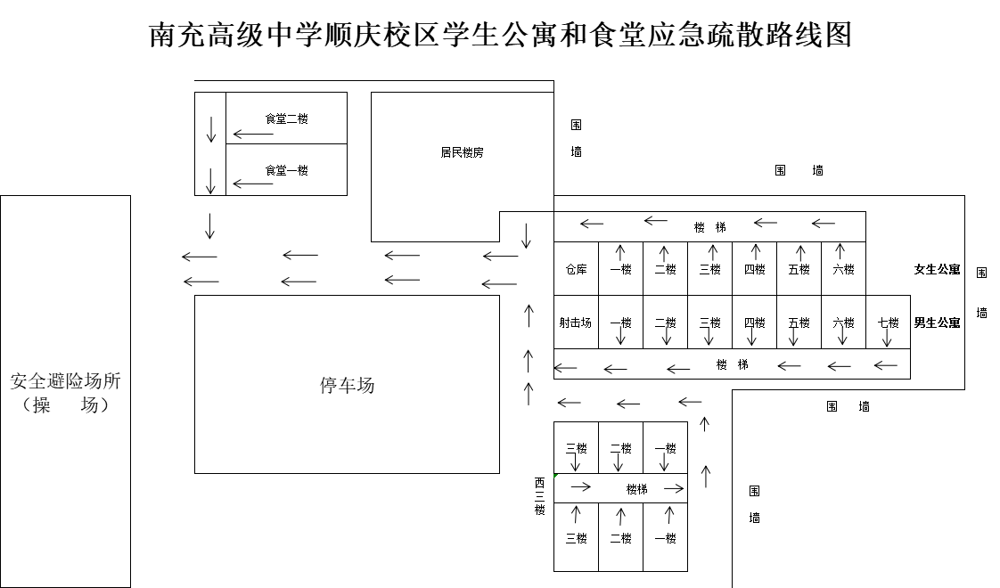 南充高级中学顺庆校区学生公寓和食堂应急疏散路线图
食堂二楼
食堂一楼
居民楼房
围
墙
围 墙
楼 梯
仓库 一楼 二楼 三楼 四楼 五楼 六楼 女生公寓
围
墙
射击场 一楼 二楼 三楼 四楼 五楼 六楼 七楼 男生公寓
楼 梯
安全避险场所
（操 场）
停车场
围 墙
三楼 二楼 一楼
西三楼
楼梯
围
墙
三楼 二楼 一楼